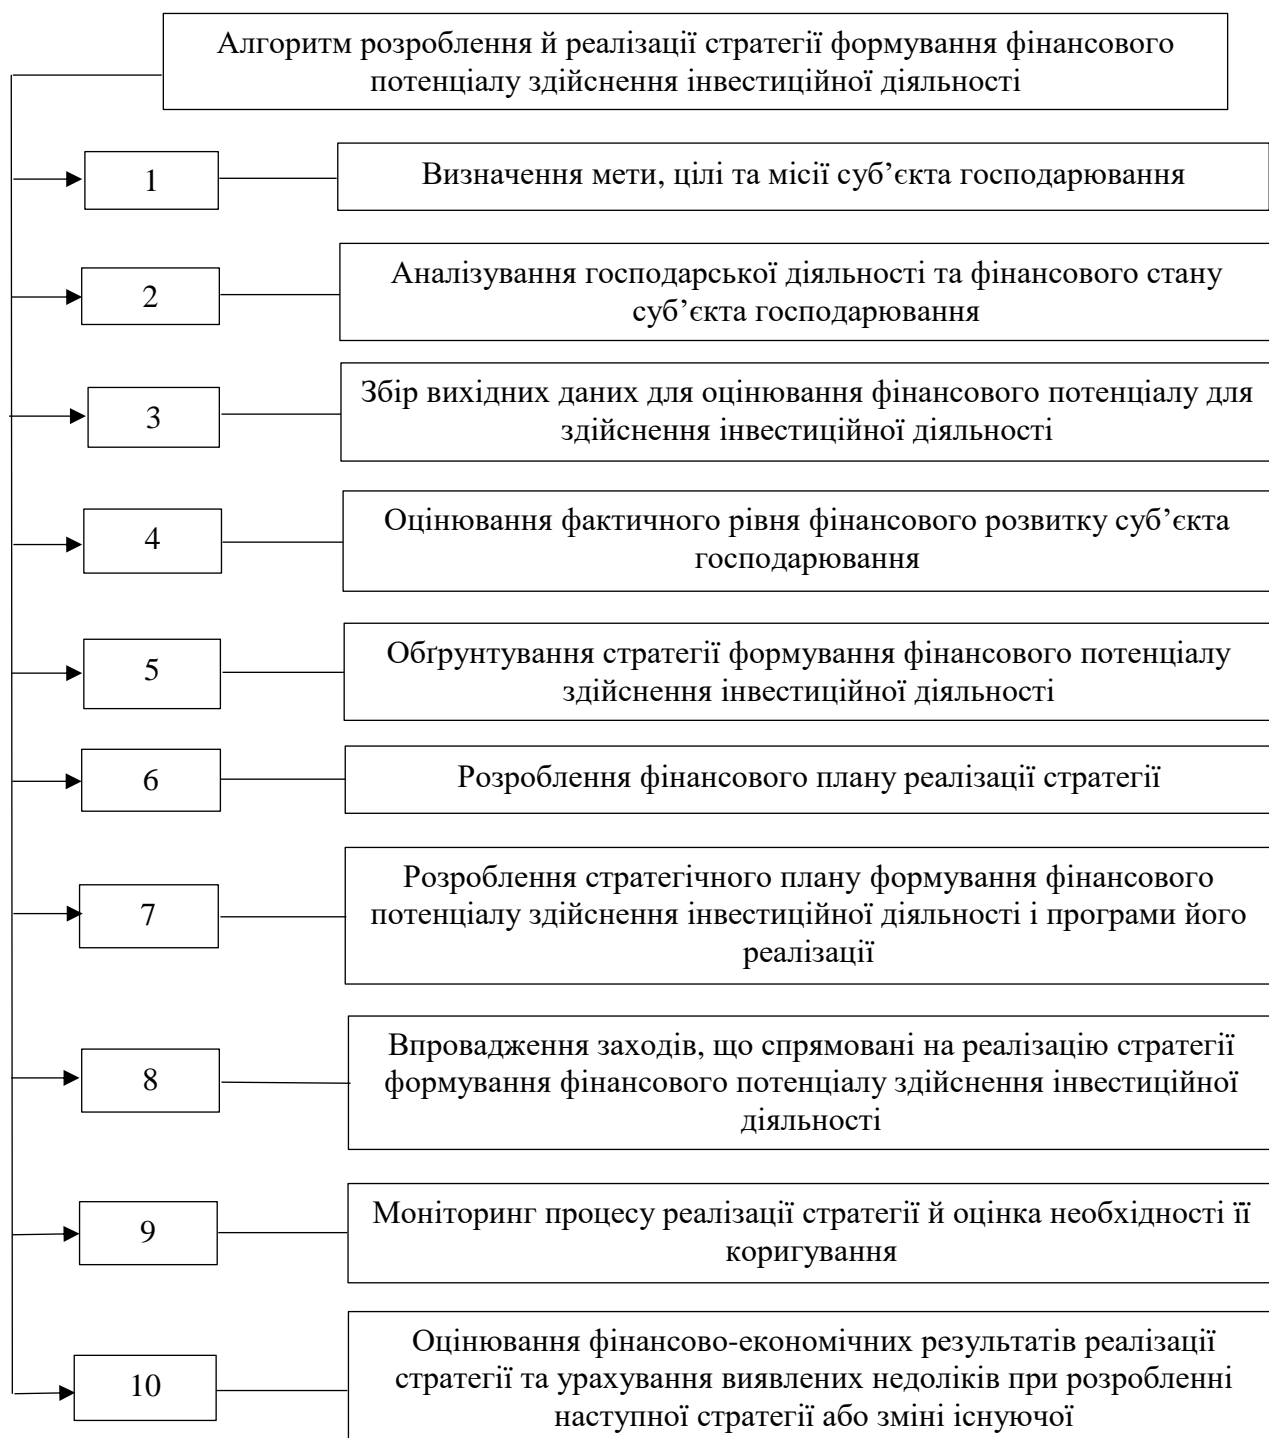 Алгоритм розроблення й реалізації стратегії формування фінансового
потенціалу здійснення інвестиційної діяльності
1
Визначення мети, цілі та місії суб’єкта господарювання
2
Аналізування господарської діяльності та фінансового стану
суб’єкта господарювання
3
Збір вихідних даних для оцінювання фінансового потенціалу для
здійснення інвестиційної діяльності
4
Оцінювання фактичного рівня фінансового розвитку суб’єкта
господарювання
5
Обґрунтування стратегії формування фінансового потенціалу
здійснення інвестиційної діяльності
6
Розроблення фінансового плану реалізації стратегії
7
Розроблення стратегічного плану формування фінансового
потенціалу здійснення інвестиційної діяльності і програми його
реалізації
8
Впровадження заходів, що спрямовані на реалізацію стратегії
формування фінансового потенціалу здійснення інвестиційної
діяльності
9
Моніторинг процесу реалізації стратегії й оцінка необхідності її
коригування
10
Оцінювання фінансово-економічних результатів реалізації
стратегії та урахування виявлених недоліків при розробленні
наступної стратегії або зміні існуючої